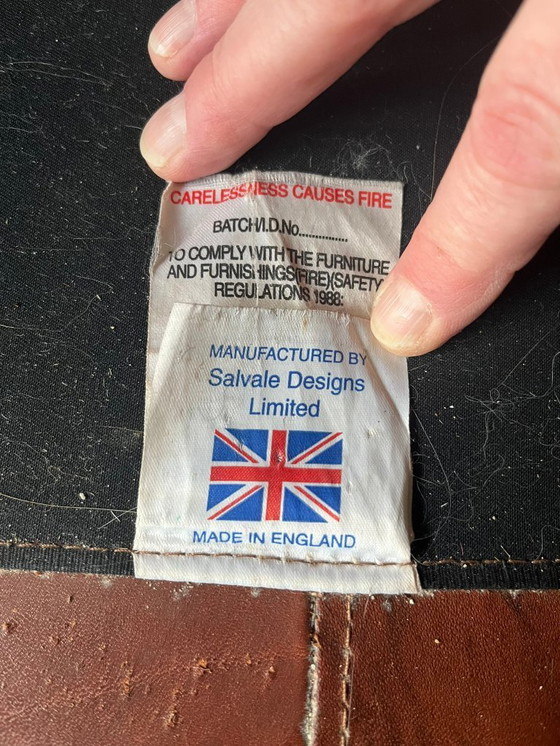 CARELESSNESS CAUSES FIRE
BATCH/I.D.No...............
TO COMPLY WITH THE FURNITURE
AND FURNISHINGS(FIRE)(SAFETY
REGULATIONS 1988:
MANUFACTURED BY
Salvale Designs
Limited
MADE IN ENGLAND